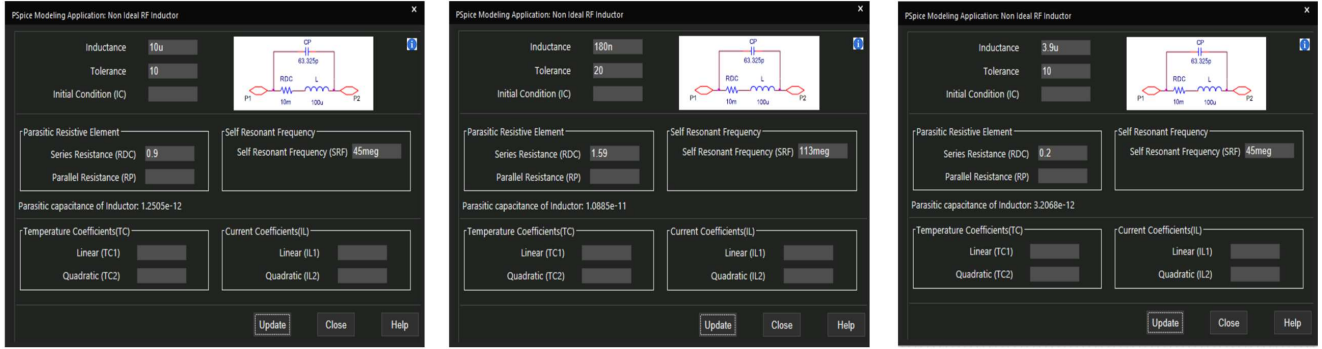 PSpice Modeling Application: Non Ideal RF Inductor x
Inductance 10u
Tolerance 10
Initial Condition (IC)
CP
63.325p
RDC L
P1 P2
10m 100u
Parasitic Resistive Element
Series Resistance (RDC) 0.9
Parallel Resistance (RP)
Self Resonant Frequency
Self Resonant Frequency (SRF) 45meg
Parasitic capacitance of Inductor: 1.2505e-12
Temperature Coefficients(TC)
Linear (TC1)
Quadratic (TC2)
Current Coefficients(IL)
Linear (IL1)
Quadratic (IL2)
Update Close Help
PSpice Modeling Application: Non Ideal RF Inductor x
Inductance 180n
Tolerance 20
Initial Condition (IC)
CP
63.325p
RDC L
P1 P2
10m 100u
Parasitic Resistive Element
Series Resistance (RDC) 1.59
Parallel Resistance (RP)
Self Resonant Frequency
Self Resonant Frequency (SRF) 113meg
Parasitic capacitance of Inductor: 1.0885e-11
Temperature Coefficients(TC)
Linear (TC1)
Quadratic (TC2)
Current Coefficients(IL)
Linear (IL1)
Quadratic (IL2)
Update Close Help
PSpice Modeling Application: Non Ideal RF Inductor x
Inductance 3.9u
Tolerance 10
Initial Condition (IC)
CP
63.325p
RDC L
P1 P2
10m 100u
Parasitic Resistive Element
Series Resistance (RDC) 0.2
Parallel Resistance (RP)
Self Resonant Frequency
Self Resonant Frequency (SRF) 45meg
Parasitic capacitance of Inductor: 3.2068e-12
Temperature Coefficients(TC)
Linear (TC1)
Quadratic (TC2)
Current Coefficients(IL)
Linear (IL1)
Quadratic (IL2)
Update Close Help